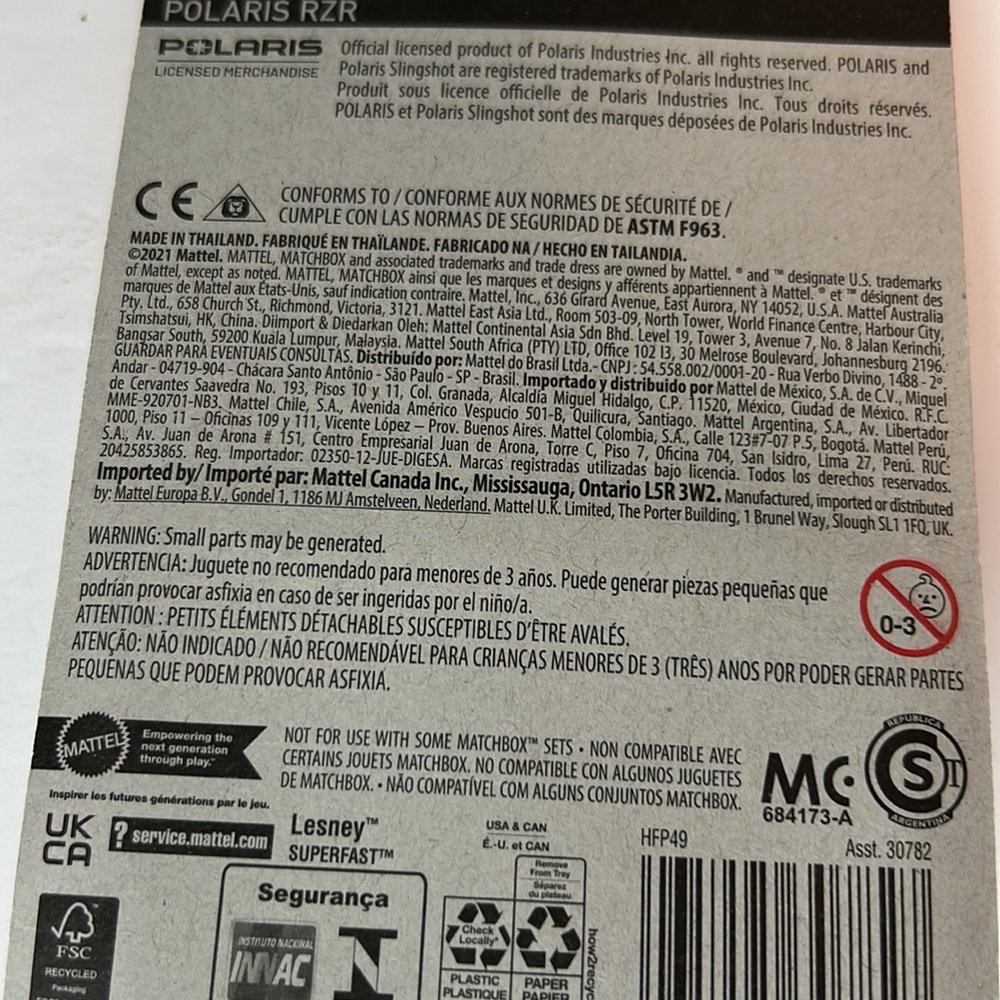 POLARIS RZR
POLARIS
LICENSED MERCHANDISE
Official licensed product of Polaris Industries Inc. all rights reserved. POLARIS and
Polaris Slingshot are registered trademarks of Polaris Industries Inc.
Produit sous licence officielle de Polaris Industries Inc. Tous droits réservés.
POLARIS et Polaris Slingshot sont des marques déposées de Polaris Industries Inc.
CE
CONFORMS TO / CONFORME AUX NORMES DE SÉCURITÉ DE /
CUMPLE CON LAS NORMAS DE SEGURIDAD DE ASTM F963.
MADE IN THAILAND. FABRIQUÉ EN THAÏLANDE. FABRICADO NA / HECHO EN TAILANDIA.
©2021 Mattel. MATTEL, MATCHBOX and associated trademarks and trade dress are owned by Mattel. ® and ™ designate U.S. trademarks
of Mattel, except as noted. MATTEL, MATCHBOX ainsi que les marques et designs y afférents appartiennent à Mattel. ® et ™ désignent des
marques de Mattel aux États-Unis, sauf indication contraire. Mattel, Inc., 636 Girard Avenue, East Aurora, NY 14052, U.S.A. Mattel Australia
Pty. Ltd., 658 Church St., Richmond, Victoria, 3121. Mattel East Asia Ltd., Room 503-09, North Tower, World Finance Centre, Harbour City,
Tsimshatsui, HK, China. Diimport & Diedarkan Oleh: Mattel Continental Asia Sdn Bhd. Level 19, Tower 3, Avenue 7, No. 8 Jalan Kerinchi,
Bangsar South, 59200 Kuala Lumpur, Malaysia. Mattel South Africa (PTY) LTD, Office 102 I3, 30 Melrose Boulevard, Johannesburg 2196.
GUARDAR PARA EVENTUAIS CONSULTAS. Distribuído por: Mattel do Brasil Ltda.- CNPJ : 54.558.002/0001-20 - Rua Verbo Divino, 1488 - 2º.
Andar - 04719-904 - Chácara Santo Antônio - São Paulo - SP - Brasil. Importado y distribuido por Mattel de México, S.A. de C.V., Miguel
de Cervantes Saavedra No. 193, Pisos 10 y 11, Col. Granada, Alcaldía Miguel Hidalgo, C.P. 11520, México, Ciudad de México. R.F.C.
MME-920701-NB3. Mattel Chile, S.A., Avenida Américo Vespucio 501-B, Quilicura, Santiago. Mattel Argentina, S.A., Av. Libertador
1000, Piso 11 – Oficinas 109 y 111, Vicente López – Prov. Buenos Aires. Mattel Colombia, S.A., Calle 123#7-07 P.5, Bogotá. Mattel Perú,
S.A., Av. Juan de Arona # 151, Centro Empresarial Juan de Arona, Torre C, Piso 7, Oficina 704, San Isidro, Lima 27, Perú. RUC:
20425853865. Reg. Importador: 02350-12-JUE-DIGESA. Marcas registradas utilizadas bajo licencia. Todos los derechos reservados.
Imported by/ Importé par: Mattel Canada Inc., Mississauga, Ontario L5R 3W2. Manufactured, imported or distributed
by: Mattel Europa B.V., Gondel 1, 1186 MJ Amstelveen, Nederland. Mattel U.K. Limited, The Porter Building, 1 Brunel Way, Slough SL1 1FQ, UK.
WARNING: Small parts may be generated.
ADVERTENCIA: Juguete no recomendado para menores de 3 años. Puede generar piezas pequeñas que
podrían provocar asfixia en caso de ser ingeridas por el niño/a.
ATTENTION : PETITS ÉLÉMENTS DÉTACHABLES SUSCEPTIBLES D'ÊTRE AVALÉS.
ATENÇÃO: NÃO INDICADO / NÃO RECOMENDÁVEL PARA CRIANÇAS MENORES DE 3 (TRÊS) ANOS POR PODER GERAR PARTES
PEQUENAS QUE PODEM PROVOCAR ASFIXIA.
0-3
MATTEL
Empowering the
next generation
through play.™
Inspirer les futures générations par le jeu.
NOT FOR USE WITH SOME MATCHBOX™ SETS • NON COMPATIBLE AVEC
CERTAINS JOUETS MATCHBOX. NO COMPATIBLE CON ALGUNOS JUGUETES
DE MATCHBOX. • NÃO COMPATÍVEL COM ALGUNS CONJUNTOS MATCHBOX.
MC
684173-A
REPUBLICA
S I
ARGENTINA
UK
CA
? service.mattel.com
Lesney™
SUPERFAST™
USA & CAN
É.-U. et CAN
HFP49
Asst. 30782
Remove
From Tray
Séparez
du plateau
Check
Locally*
PLASTIC
PLASTIQUE
PAPER
PAPIER
how2recyc
Segurança
INSTITUTO NACIONAL
INNAC
FSC
RECYCLED
Packaging